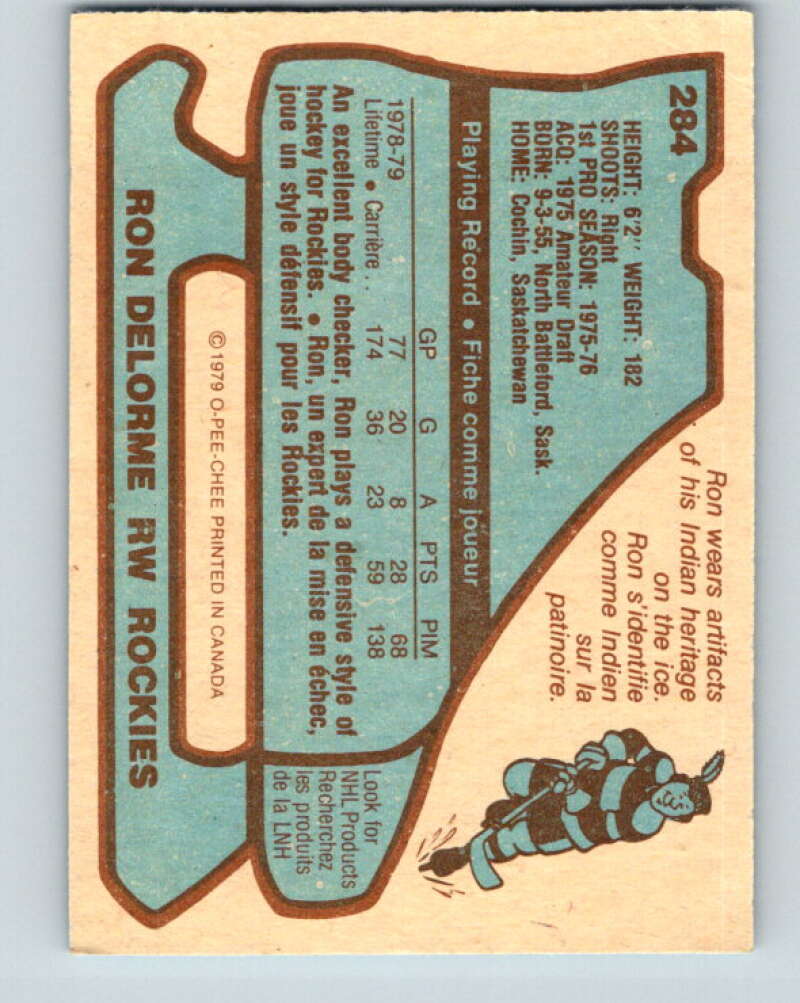 284
HEIGHT: 6'2" WEIGHT: 182
SHOOTS: Right
1st PRO SEASON: 1975-76
ACQ: 1975 Amateur Draft
BORN: 9-3-55, North Battleford, Sask.
HOME: Cochin, Saskatchewan
Ron wears artifacts
of his Indian heritage
on the ice.
Ron s'identifie
comme Indien
sur la
patinoire.
Playing Record • Fiche comme joueur
GP G A PTS PIM
1978-79 77 20 8 28 68
Lifetime • Carrière . . 174 36 23 59 138
An excellent body checker, Ron plays a defensive style of
hockey for Rockies. • Ron, un expert de la mise en échec,
joue un style défensif pour les Rockies.
Look for
NHL Products
Recherchez
les produits
de la LNH
© 1979 O-PEE-CHEE PRINTED IN CANADA
RON DELORME RW ROCKIES